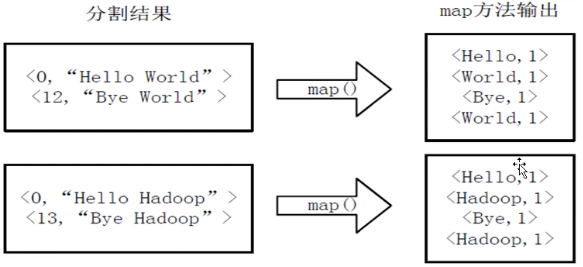 分割结果
map方法输出
<0, “Hello World” >
<12, “Bye World” >
map()
<Hello, 1>
<World, 1>
<Bye, 1>
<World, 1>
<0, “Hello Hadoop” >
<13, “Bye Hadoop” >
map()
<Hello, 1>
<Hadoop, 1>
<Bye, 1>
<Hadoop, 1>